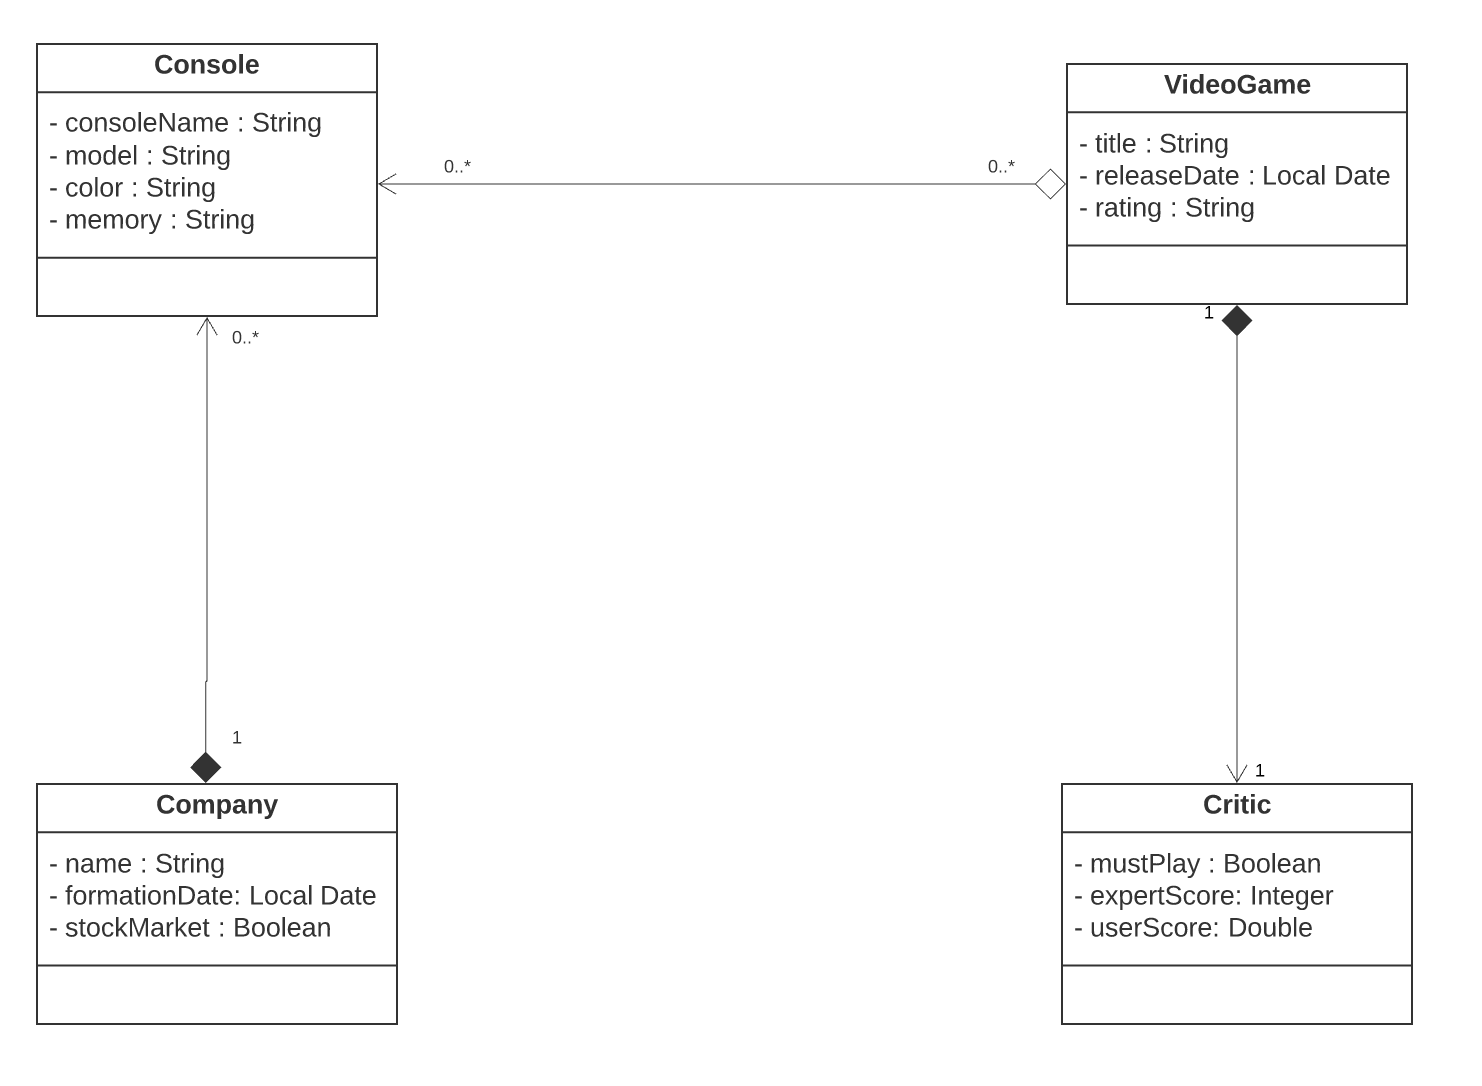 Console
- consoleName : String
- model : String
- color : String
- memory : String
VideoGame
- title : String
- releaseDate : Local Date
- rating : String
0..*
0..*
0..*
1
1
1
Company
- name : String
- formationDate: Local Date
- stockMarket : Boolean
Critic
- mustPlay : Boolean
- expertScore: Integer
- userScore: Double